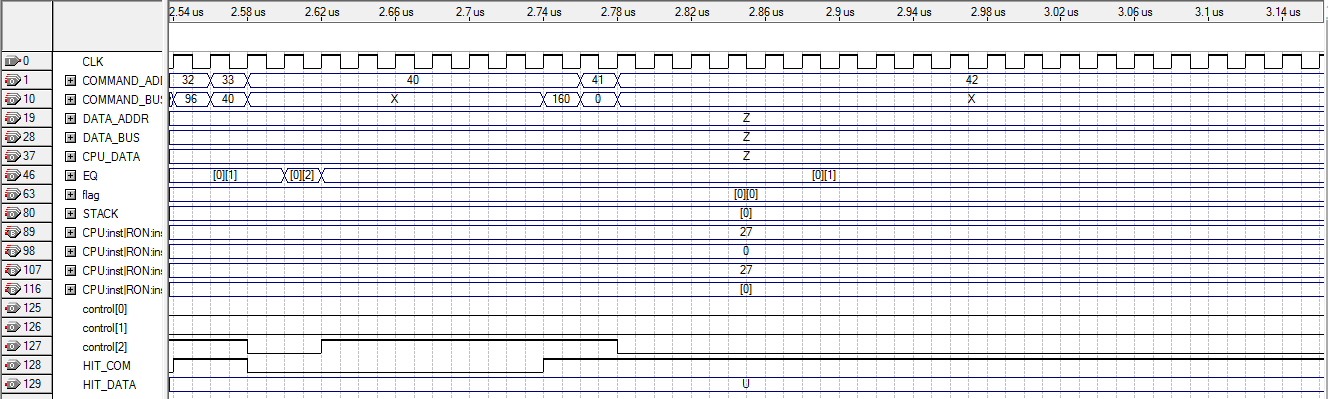 2.54 us 2.58 us 2.62 us 2.66 us 2.7 us 2.74 us 2.78 us 2.82 us 2.86 us 2.9 us 2.94 us 2.98 us 3.02 us 3.06 us 3.1 us 3.14 us
0 CLK
1 COMMAND_ADI 32 33 40 41 42
10 COMMAND_BUS 96 40 X 160 0 X
19 DATA_ADDR Z
28 DATA_BUS Z
37 CPU_DATA Z
46 EQ [0][1] [0][2] [0][1]
63 flag [0][0]
80 STACK [0]
89 CPU:inst|RON:ins 27
98 CPU:inst|RON:ins 0
107 CPU:inst|RON:ins 27
116 CPU:inst|RON:ins [0]
125 control[0]
126 control[1]
127 control[2]
128 HIT_COM
129 HIT_DATA U